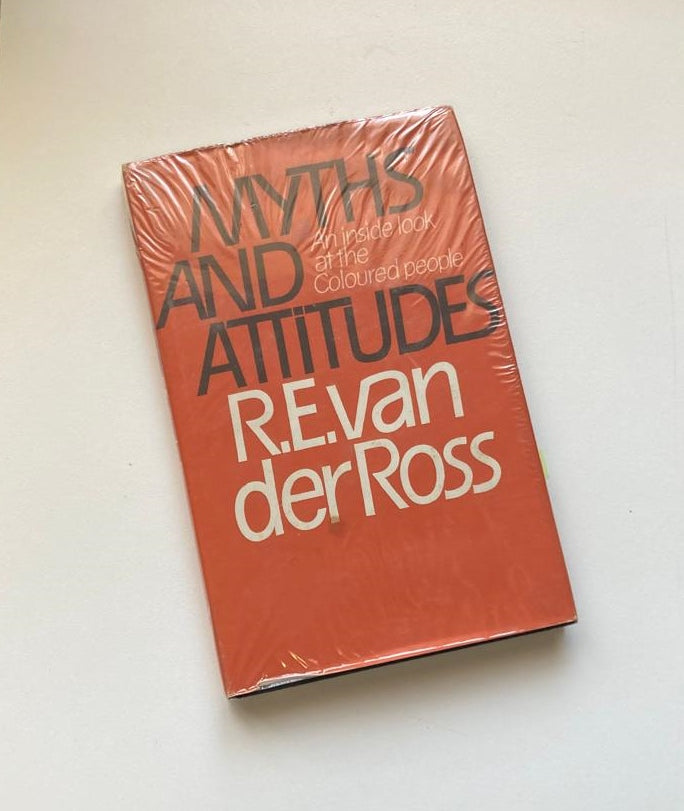 MYTHS
AND
An inside look
at the
Coloured people
ATTITUDES
R.E.van
der Ross